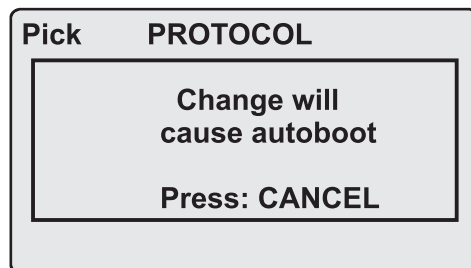 Pick PROTOCOL
Change will
cause autoboot
Press: CANCEL